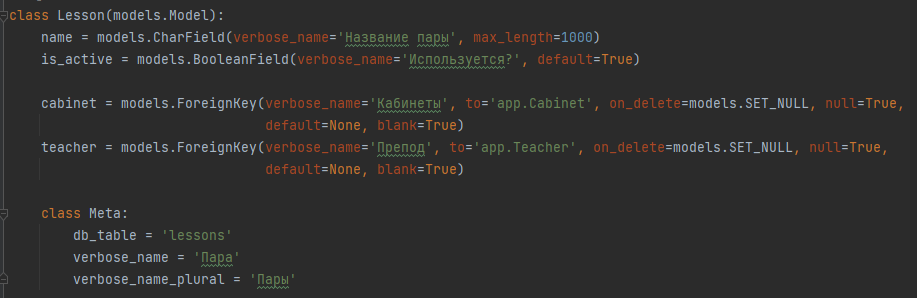 class Lesson(models.Model):
    name = models.CharField(verbose_name='Название пары', max_length=1000)
    is_active = models.BooleanField(verbose_name='Используется?', default=True)
    cabinet = models.ForeignKey(verbose_name='Кабинеты', to='app.Cabinet', on_delete=models.SET_NULL, null=True,
                                default=None, blank=True)
    teacher = models.ForeignKey(verbose_name='Препод', to='app.Teacher', on_delete=models.SET_NULL, null=True,
                                default=None, blank=True)
    class Meta:
        db_table = 'lessons'
        verbose_name = 'Пара'
        verbose_name_plural = 'Пары'